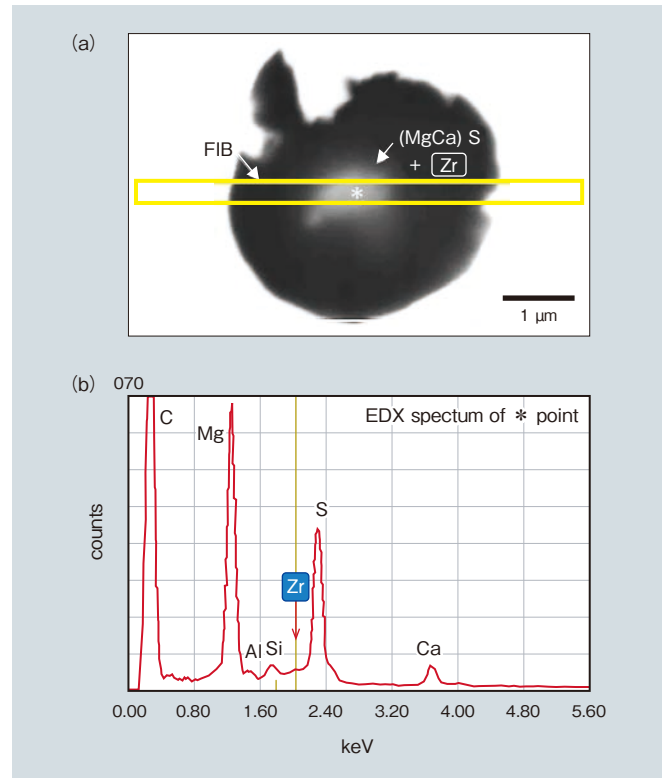 (a)
(MgCa) S
+ Zr
FIB
*
1 μm
(b)
070
EDX spectum of * point
C
Mg
S
Zr
Al Si
Ca
counts
0.00 0.80 1.60 2.40 3.20 4.00 4.80 5.60
keV